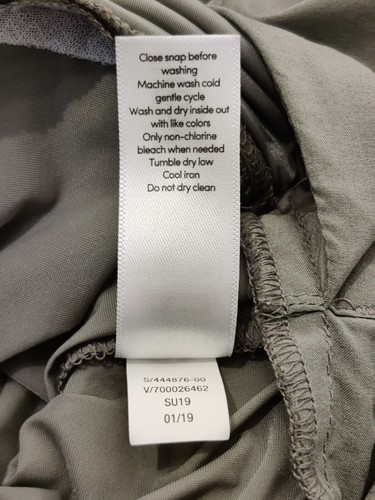 Close snap before
washing
Machine wash cold
gentle cycle
Wash and dry inside out
with like colors
Only non-chlorine
bleach when needed
Tumble dry low
Cool iron
Do not dry clean
S/444876-00
V/700026462
SU19
01/19